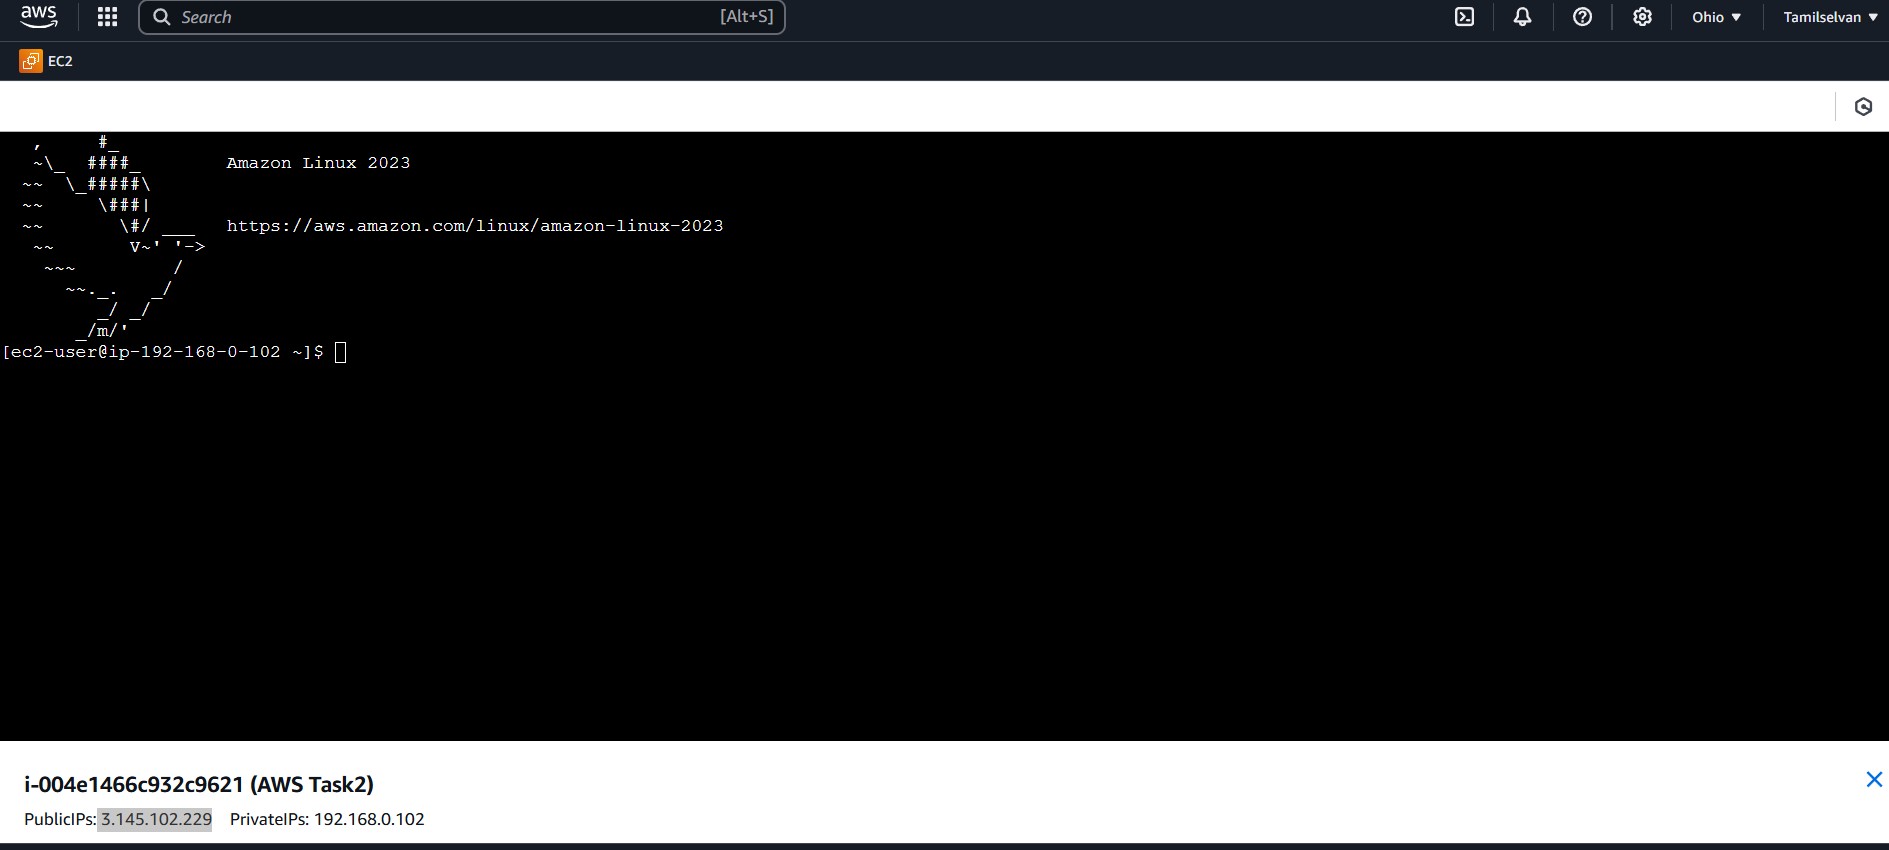 aws Search [Alt+S] Ohio ▼ Tamilselvan ▼
EC2
   ,     #_
   ~\_  ####_        Amazon Linux 2023
  ~~  \_#####\
  ~~     \###|
  ~~       \#/ ___   https://aws.amazon.com/linux/amazon-linux-2023
   ~~       V~' '->
    ~~~         /
      ~~._.   _/
         _/ _/
       _/m/'
[ec2-user@ip-192-168-0-102 ~]$
i-004e1466c932c9621 (AWS Task2)
PublicIPs: 3.145.102.229 PrivateIPs: 192.168.0.102